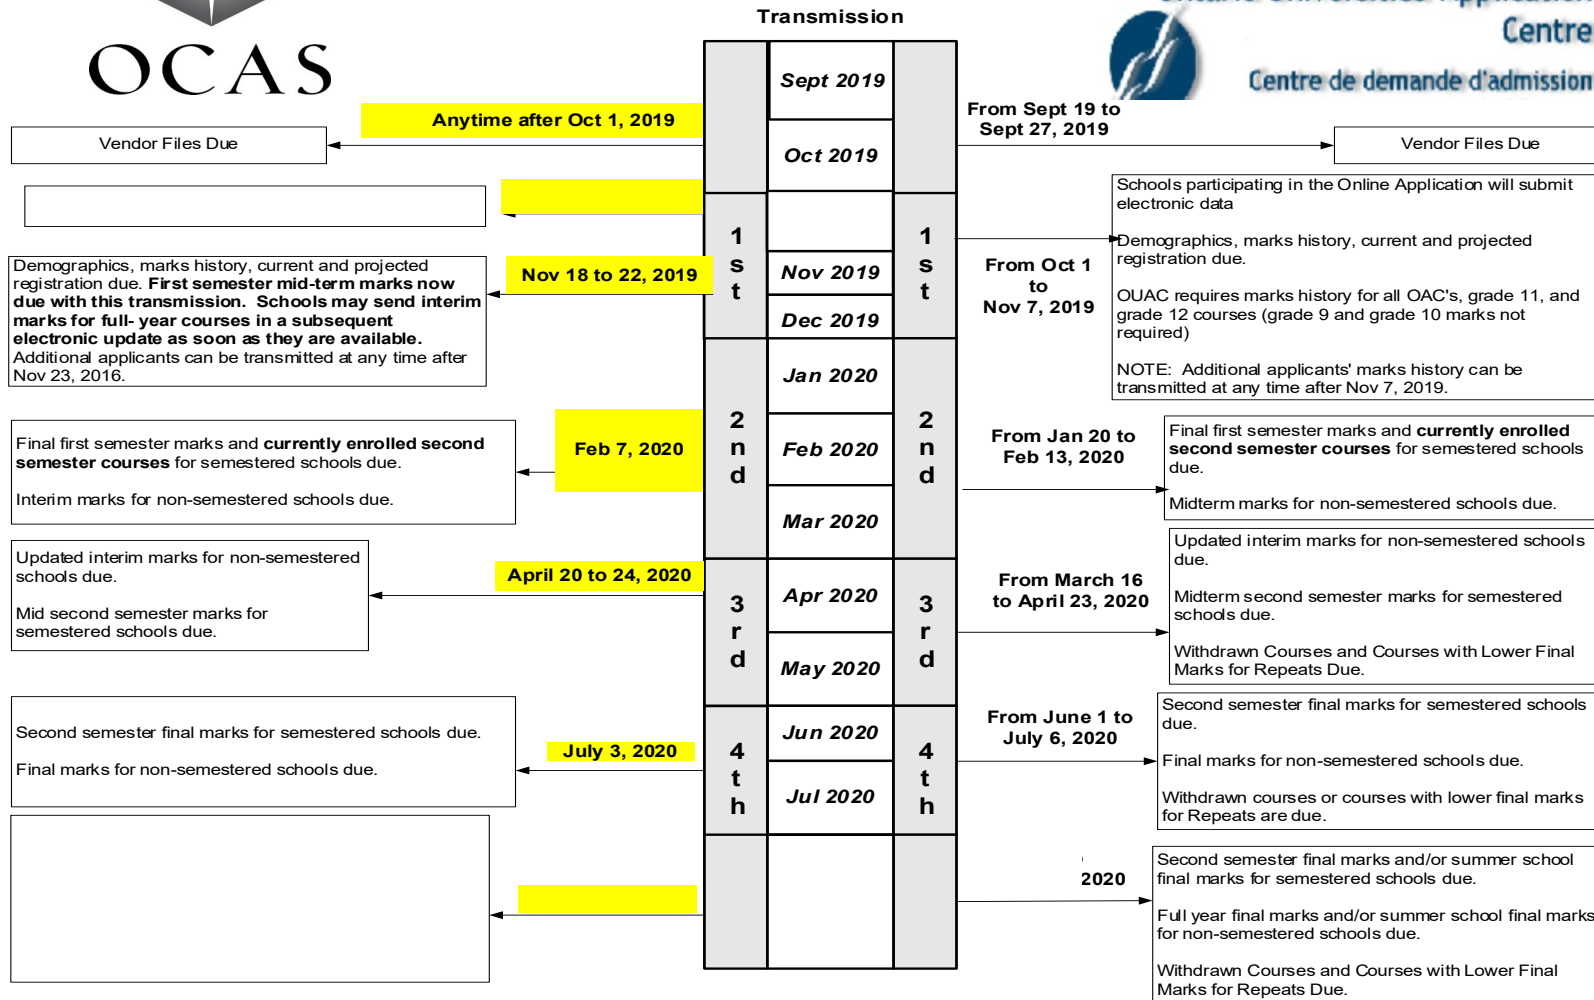 Transmission
OCAS
Ontario Universities' Application
Centre
Centre de demande d'admission
Anytime after Oct 1, 2019
Vendor Files Due
Nov 18 to 22, 2019
Demographics, marks history, current and projected
registration due. First semester mid-term marks now
due with this transmission. Schools may send interim
marks for full- year courses in a subsequent
electronic update as soon as they are available.
Additional applicants can be transmitted at any time after
Nov 23, 2016.
Feb 7, 2020
Final first semester marks and currently enrolled second
semester courses for semestered schools due.
Interim marks for non-semestered schools due.
April 20 to 24, 2020
Updated interim marks for non-semestered
schools due.
Mid second semester marks for
semestered schools due.
July 3, 2020
Second semester final marks for semestered schools due.
Final marks for non-semestered schools due.
1st
2nd
3rd
4th
Sept 2019
Oct 2019
Nov 2019
Dec 2019
Jan 2020
Feb 2020
Mar 2020
Apr 2020
May 2020
Jun 2020
Jul 2020
1st
2nd
3rd
4th
From Sept 19 to
Sept 27, 2019
Vendor Files Due
From Oct 1
to
Nov 7, 2019
Schools participating in the Online Application will submit
electronic data
Demographics, marks history, current and projected
registration due.
OUAC requires marks history for all OAC's, grade 11, and
grade 12 courses (grade 9 and grade 10 marks not
required)
NOTE: Additional applicants' marks history can be
transmitted at any time after Nov 7, 2019.
From Jan 20 to
Feb 13, 2020
Final first semester marks and currently enrolled
second semester courses for semestered schools
due.
Midterm marks for non-semestered schools due.
From March 16
to April 23, 2020
Updated interim marks for non-semestered schools
due.
Midterm second semester marks for semestered
schools due.
Withdrawn Courses and Courses with Lower Final
Marks for Repeats Due.
From June 1 to
July 6, 2020
Second semester final marks for semestered schools
due.
Final marks for non-semestered schools due.
Withdrawn courses or courses with lower final marks
for Repeats are due.
2020
Second semester final marks and/or summer school
final marks for semestered schools due.
Full year final marks and/or summer school final marks
for non-semestered schools due.
Withdrawn Courses and Courses with Lower Final
Marks for Repeats Due.